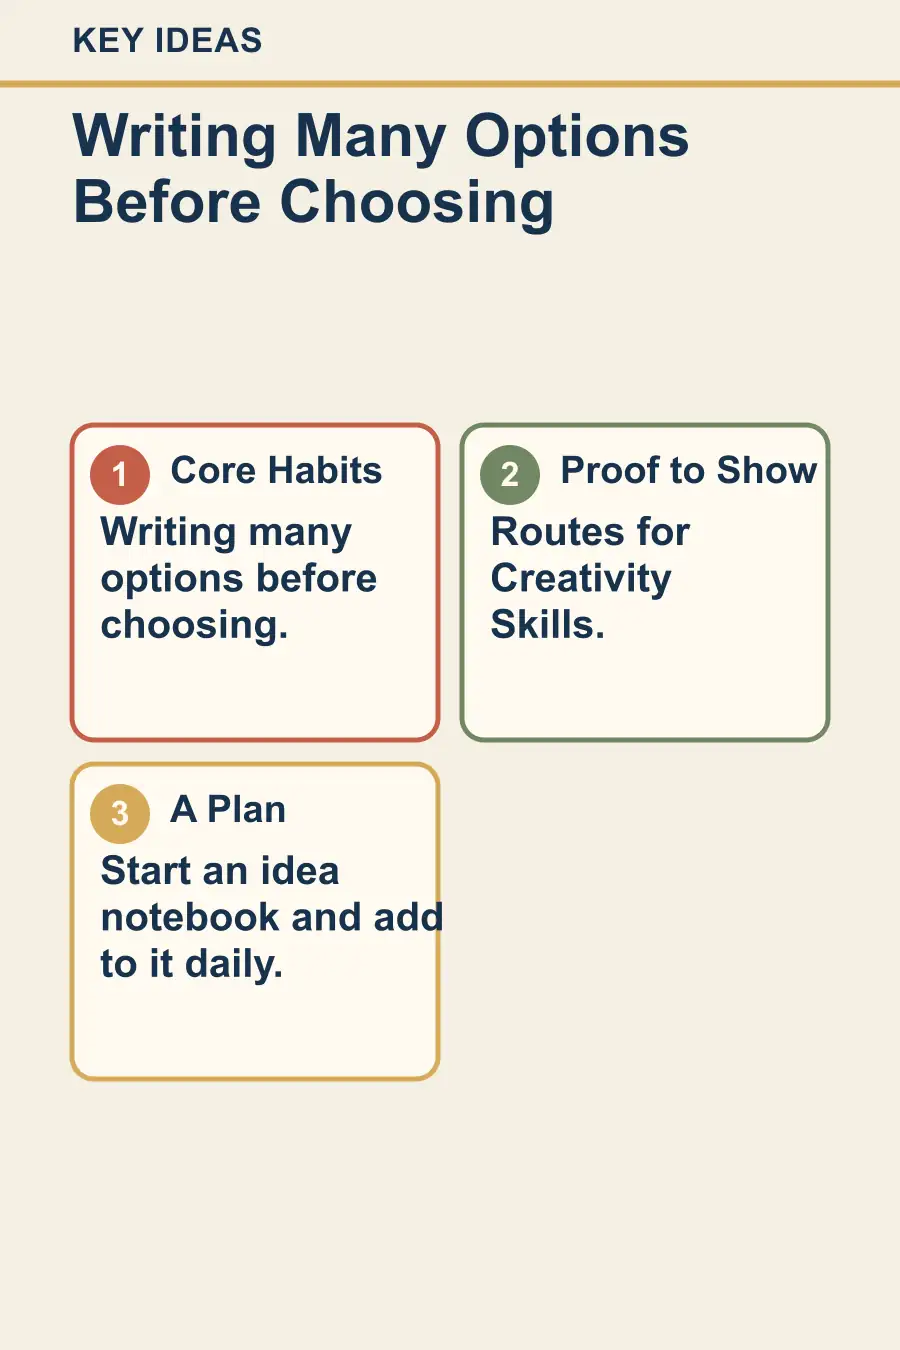 KEY IDEAS
Writing Many Options
Before Choosing
1 Core Habits
Writing many
options before
choosing.
2 Proof to Show
Routes for
Creativity
Skills.
3 A Plan
Start an idea
notebook and add
to it daily.